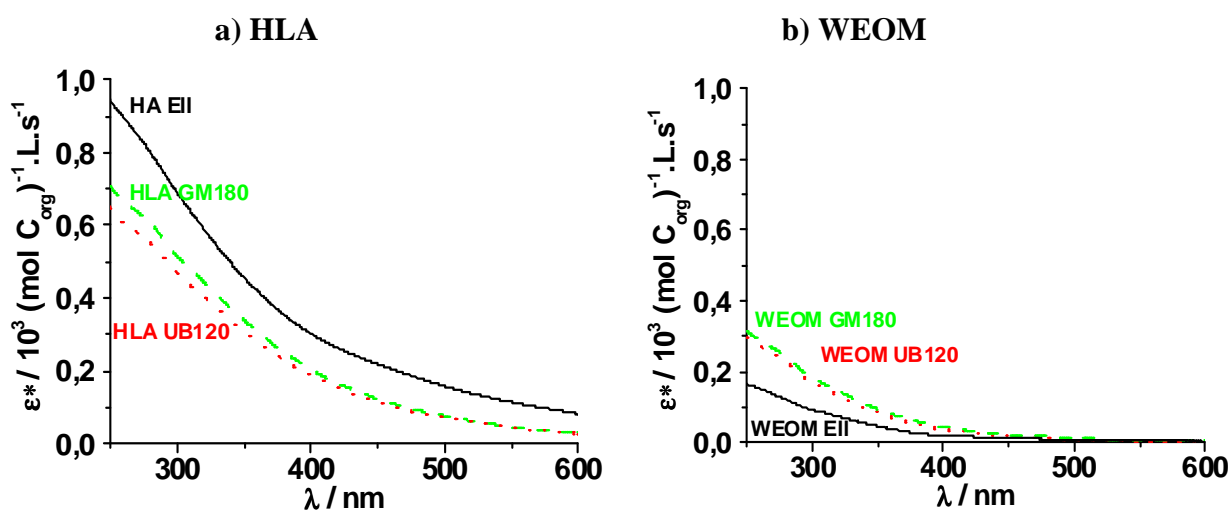 a) HLA
ε* / 10³ (mol C_org)⁻¹.L.s⁻¹
1,0
0,8
0,6
0,4
0,2
0,0
HA Ell
HLA GM180
HLA UB120
300 400 500 600
λ / nm
b) WEOM
ε* / 10³ (mol C_org)⁻¹.L.s⁻¹
1,0
0,8
0,6
0,4
0,2
0,0
WEOM GM180
WEOM UB120
WEOM Ell
300 400 500 600
λ / nm